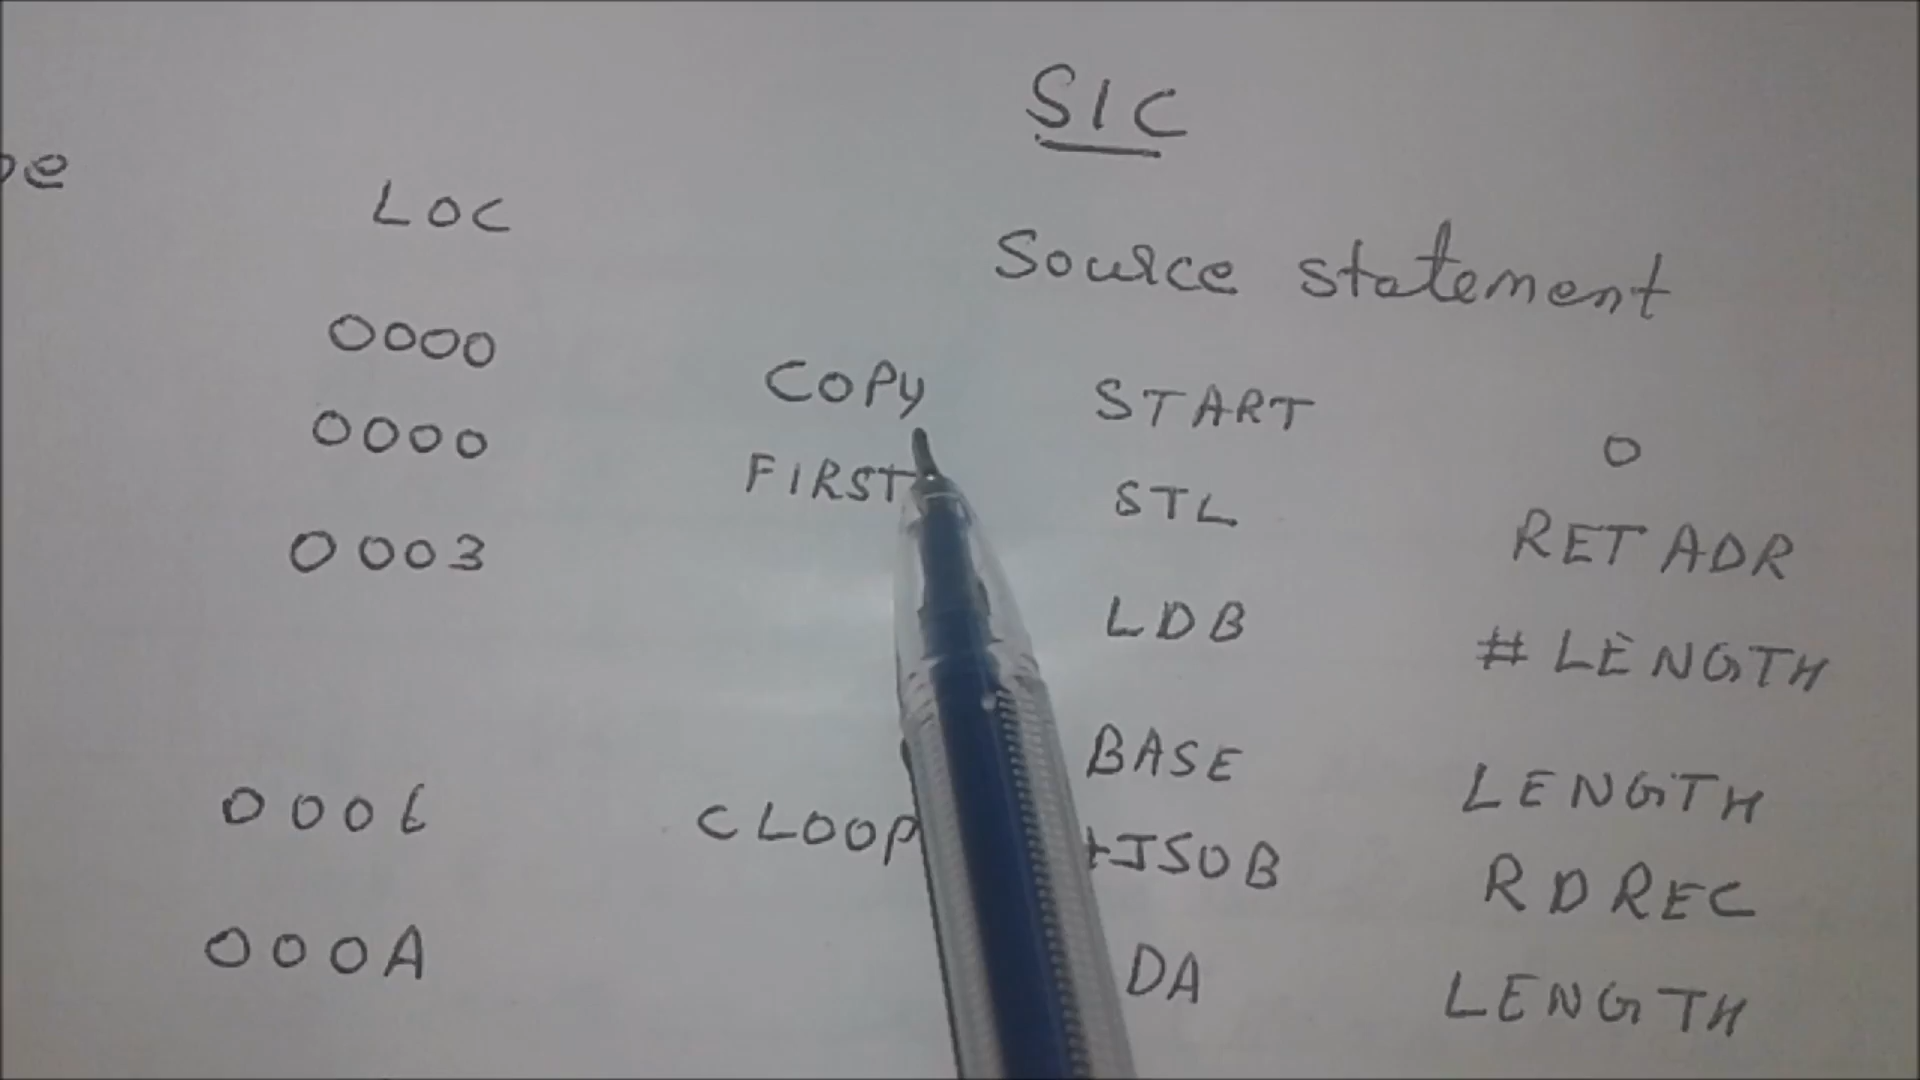 SIC
LOC Source statement
0000 COPY START 0
0000 FIRST STL RETADR
0003 LDB #LENGTH
BASE LENGTH
0006 CLOOP +JSUB RDREC
000A DA LENGTH